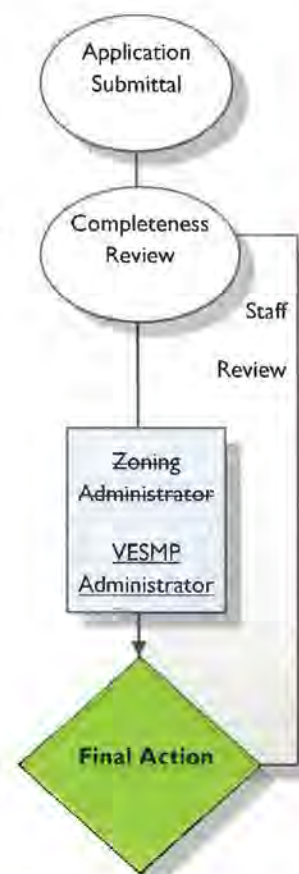 Application
Submittal
Completeness
Review
Staff
Review
Zoning
Administrator
VESMP
Administrator
Final Action